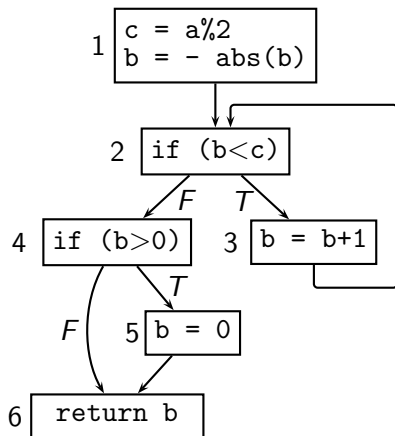 1
c = a%2
b = - abs(b)
2
if (b<c)
F
T
4
if (b>0)
3
b = b+1
F
T
5
b = 0
6
return b